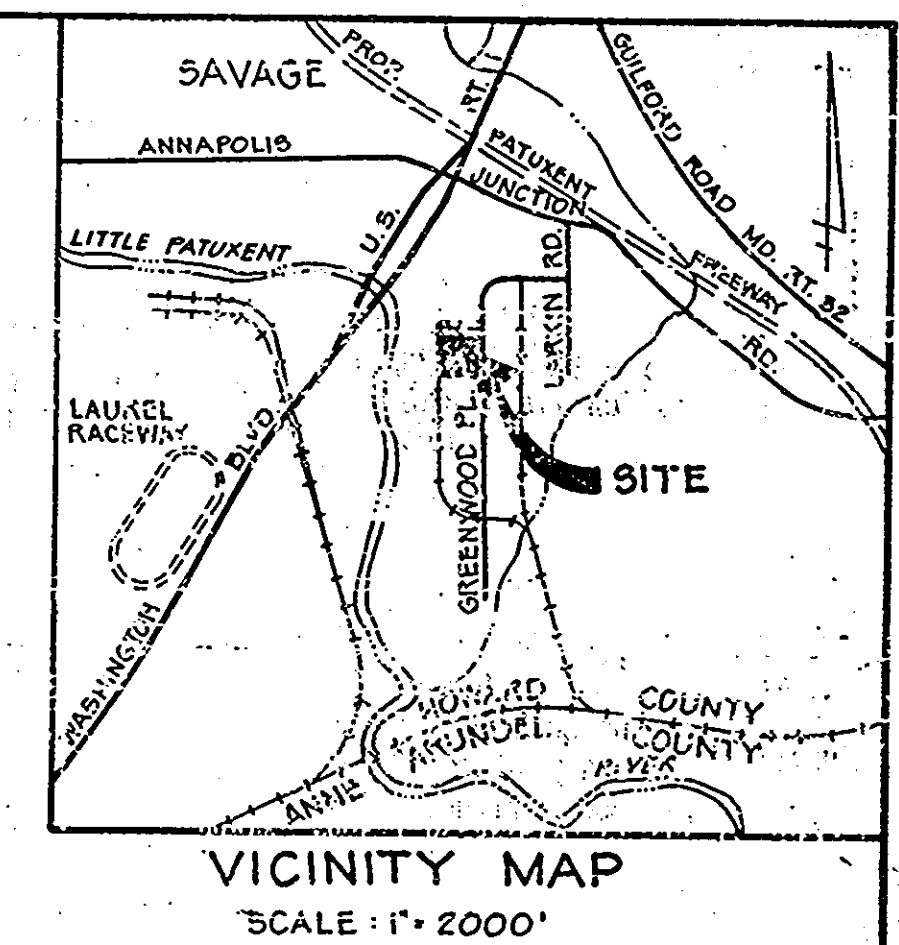 SAVAGE
PROP.
PATUXENT
FREEWAY
U.S. RT. 1
GUILFORD ROAD MD. RT. 32
ANNAPOLIS JUNCTION RD.
LITTLE PATUXENT
RIVER
LARKIN RD.
GREENWOOD PL.
LAUREL
RACEWAY
WASHINGTON BLVD
SITE
HOWARD COUNTY
ANNE ARUNDEL COUNTY
VICINITY MAP
SCALE : 1" = 2000'